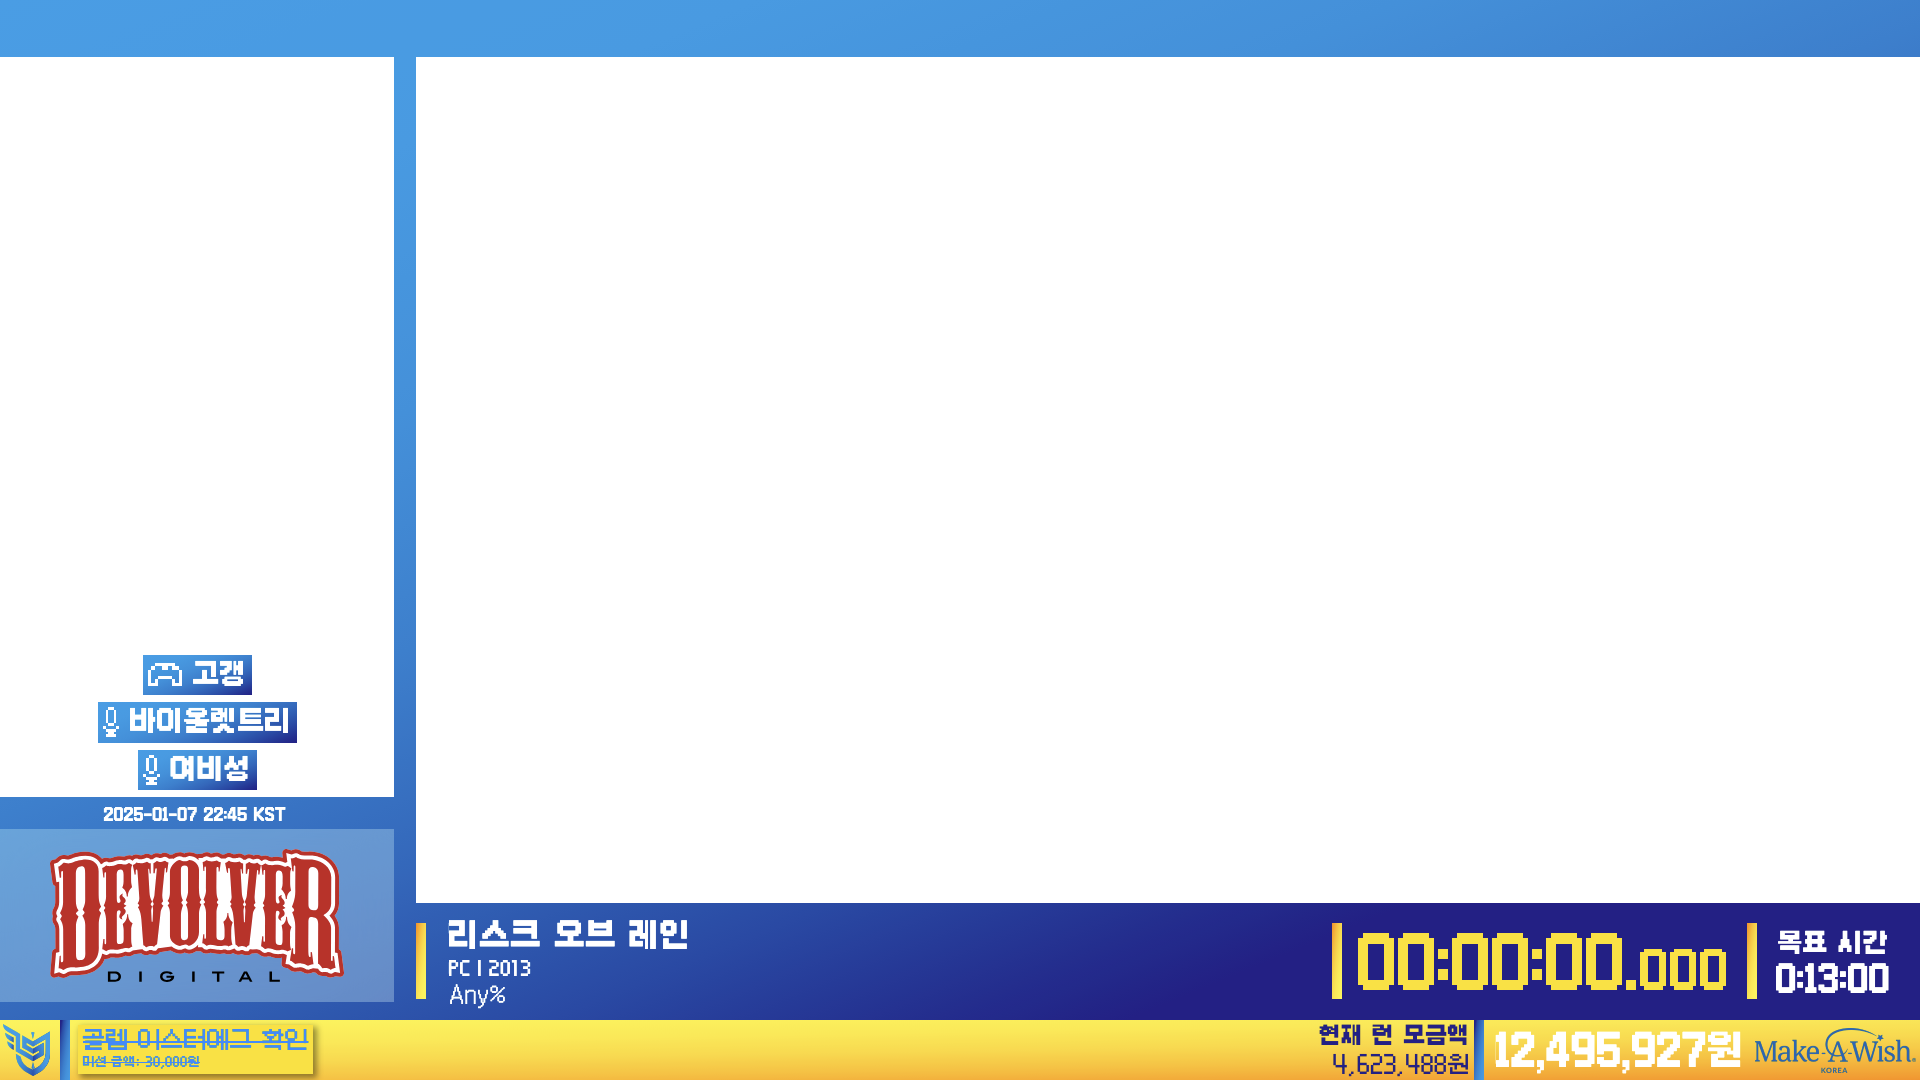 고갱
바이올렛트리
여비성
2025-01-07 22:45 KST
DEVOLVER
DIGITAL
리스크 오브 레인
PC | 2013
Any%
00:00:00.000
목표 시간
0:13:00
골렘 이스터에그 확인
미션 금액: 30,000원
현재 런 모금액
4,623,488원
12,495,927원
Make-A-Wish®
KOREA